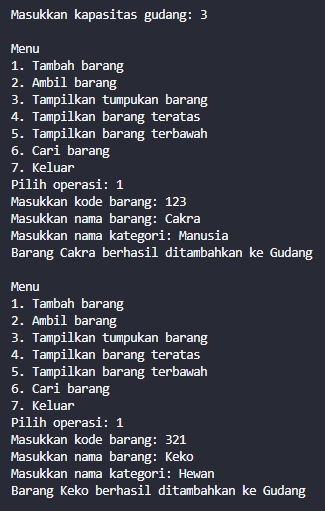 Masukkan kapasitas gudang: 3
Menu
1. Tambah barang
2. Ambil barang
3. Tampilkan tumpukan barang
4. Tampilkan barang teratas
5. Tampilkan barang terbawah
6. Cari barang
7. Keluar
Pilih operasi: 1
Masukkan kode barang: 123
Masukkan nama barang: Cakra
Masukkan nama kategori: Manusia
Barang Cakra berhasil ditambahkan ke Gudang
Menu
1. Tambah barang
2. Ambil barang
3. Tampilkan tumpukan barang
4. Tampilkan barang teratas
5. Tampilkan barang terbawah
6. Cari barang
7. Keluar
Pilih operasi: 1
Masukkan kode barang: 321
Masukkan nama barang: Keko
Masukkan nama kategori: Hewan
Barang Keko berhasil ditambahkan ke Gudang